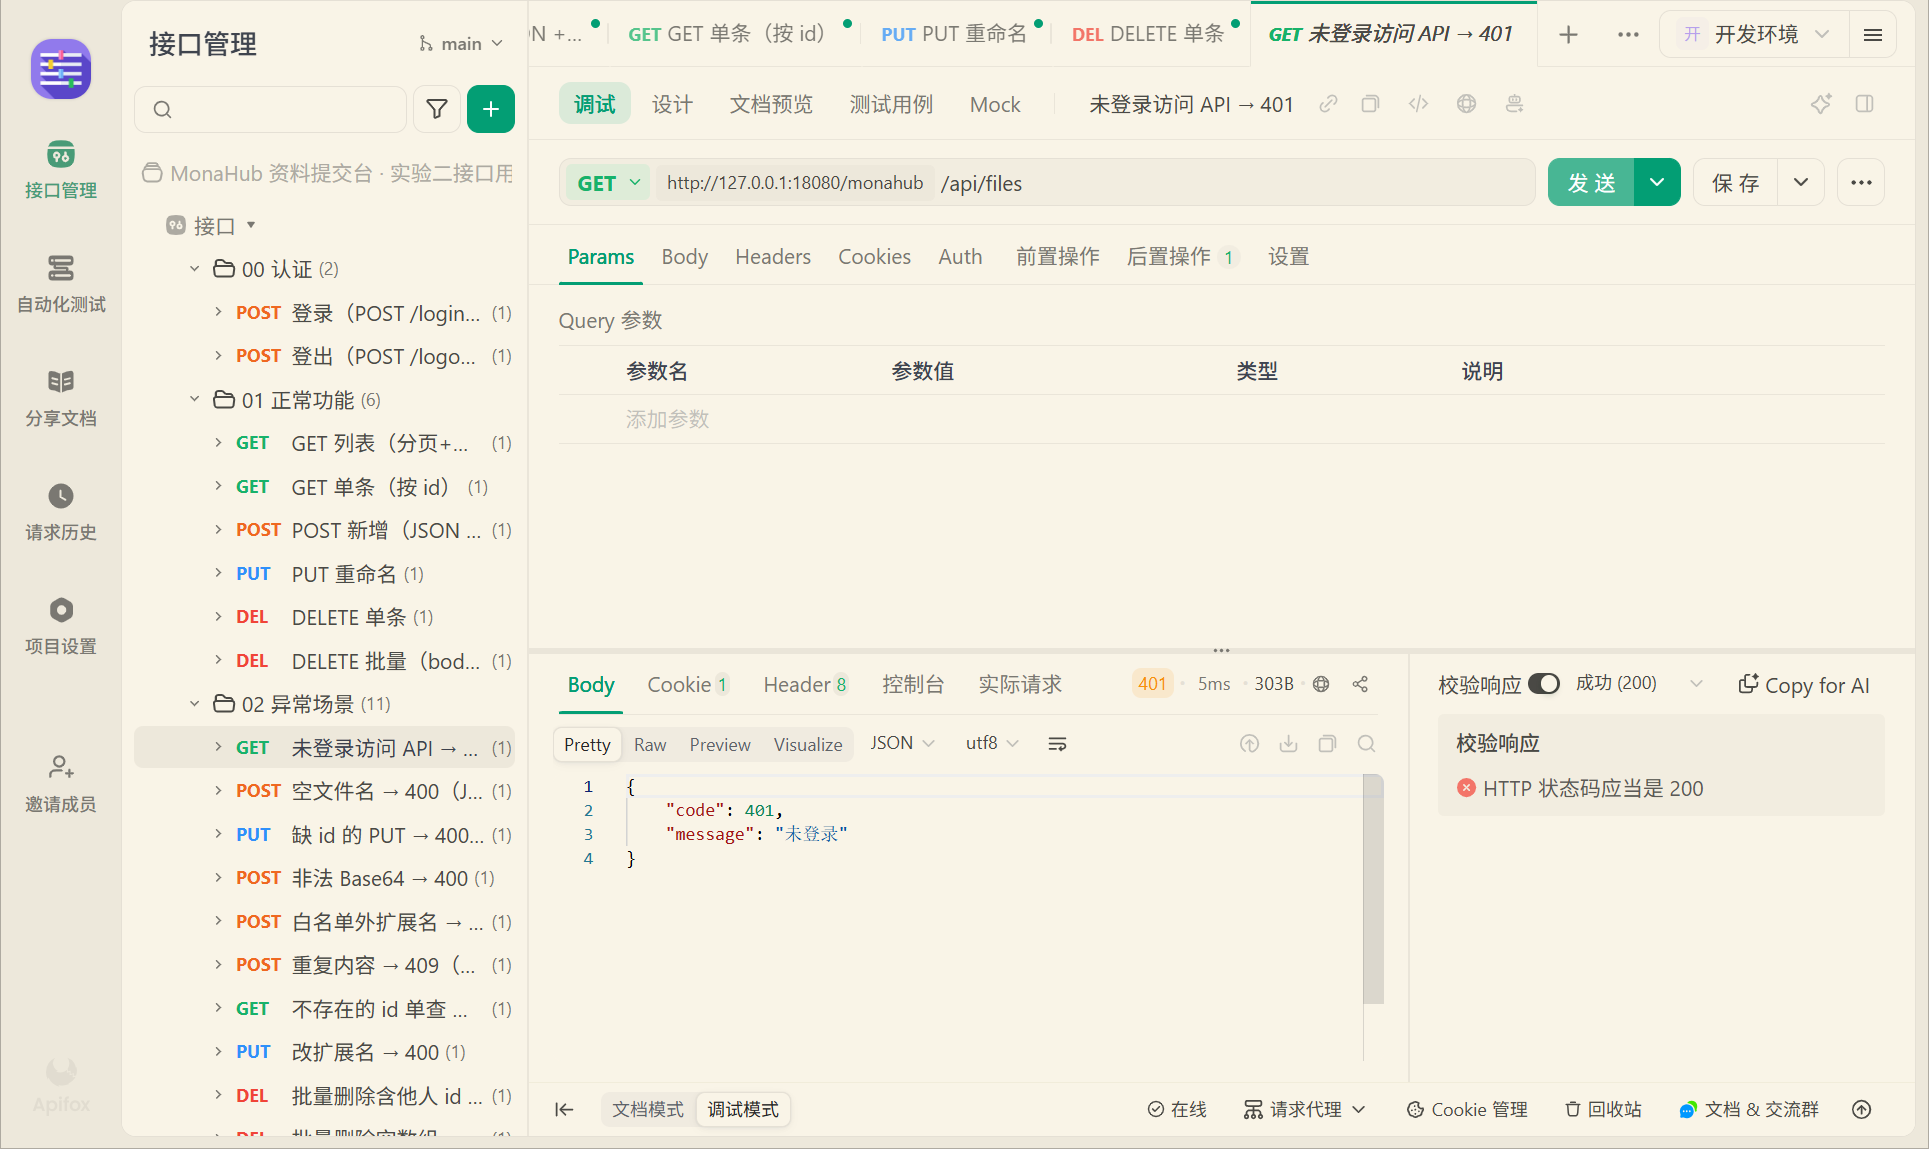 接口管理
自动化测试
分享文档
请求历史
项目设置
邀请成员
Apifox
接口管理
main
MonaHub 资料提交台 · 实验二接口用
接口
00 认证 (2)
POST 登录（POST /login... (1)
POST 登出（POST /logo... (1)
01 正常功能 (6)
GET GET 列表（分页+... (1)
GET GET 单条（按 id） (1)
POST POST 新增（JSON ... (1)
PUT PUT 重命名 (1)
DEL DELETE 单条 (1)
DEL DELETE 批量（bod... (1)
02 异常场景 (11)
GET 未登录访问 API → ... (1)
POST 空文件名 → 400（J... (1)
PUT 缺 id 的 PUT → 400... (1)
POST 非法 Base64 → 400 (1)
POST 白名单外扩展名 → ... (1)
POST 重复内容 → 409（... (1)
GET 不存在的 id 单查 ... (1)
PUT 改扩展名 → 400 (1)
DEL 批量删除含他人 id ... (1)
N +... GET GET 单条（按 id） PUT PUT 重命名 DEL DELETE 单条 GET 未登录访问 API → 401 开 开发环境
调试 设计 文档预览 测试用例 Mock 未登录访问 API → 401
GET http://127.0.0.1:18080/monahub /api/files 发送 保存
Params Body Headers Cookies Auth 前置操作 后置操作 1 设置
Query 参数
参数名 参数值 类型 说明
添加参数
Body Cookie 1 Header 8 控制台 实际请求 401 · 5ms · 303B
Pretty Raw Preview Visualize JSON utf8
1 {
2 "code": 401,
3 "message": "未登录"
4 }
校验响应 成功 (200) Copy for AI
校验响应
HTTP 状态码应当是 200
文档模式 调试模式 在线 请求代理 Cookie 管理 回收站 文档 & 交流群